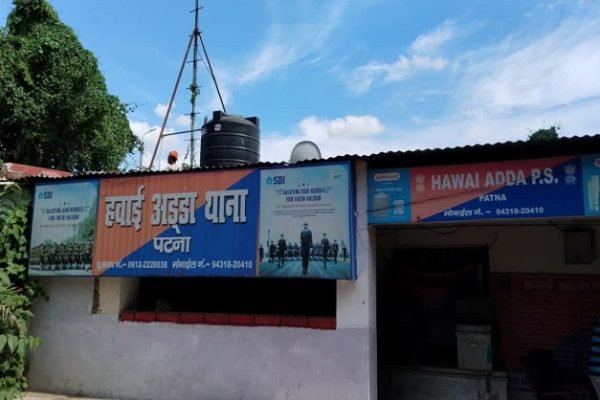 SBI
SALUTING OUR HEROES
FOR THEIR VALOUR
हवाई अड्डा थाना
पटना
दूरभाष नं.- 0612-2226038 मोबाईल नं.- 94318-20410
SBI
SALUTING OUR HEROES
FOR THEIR VALOUR
HAWAI ADDA P.S.
PATNA
मोबाईल नं.- 94318-20410